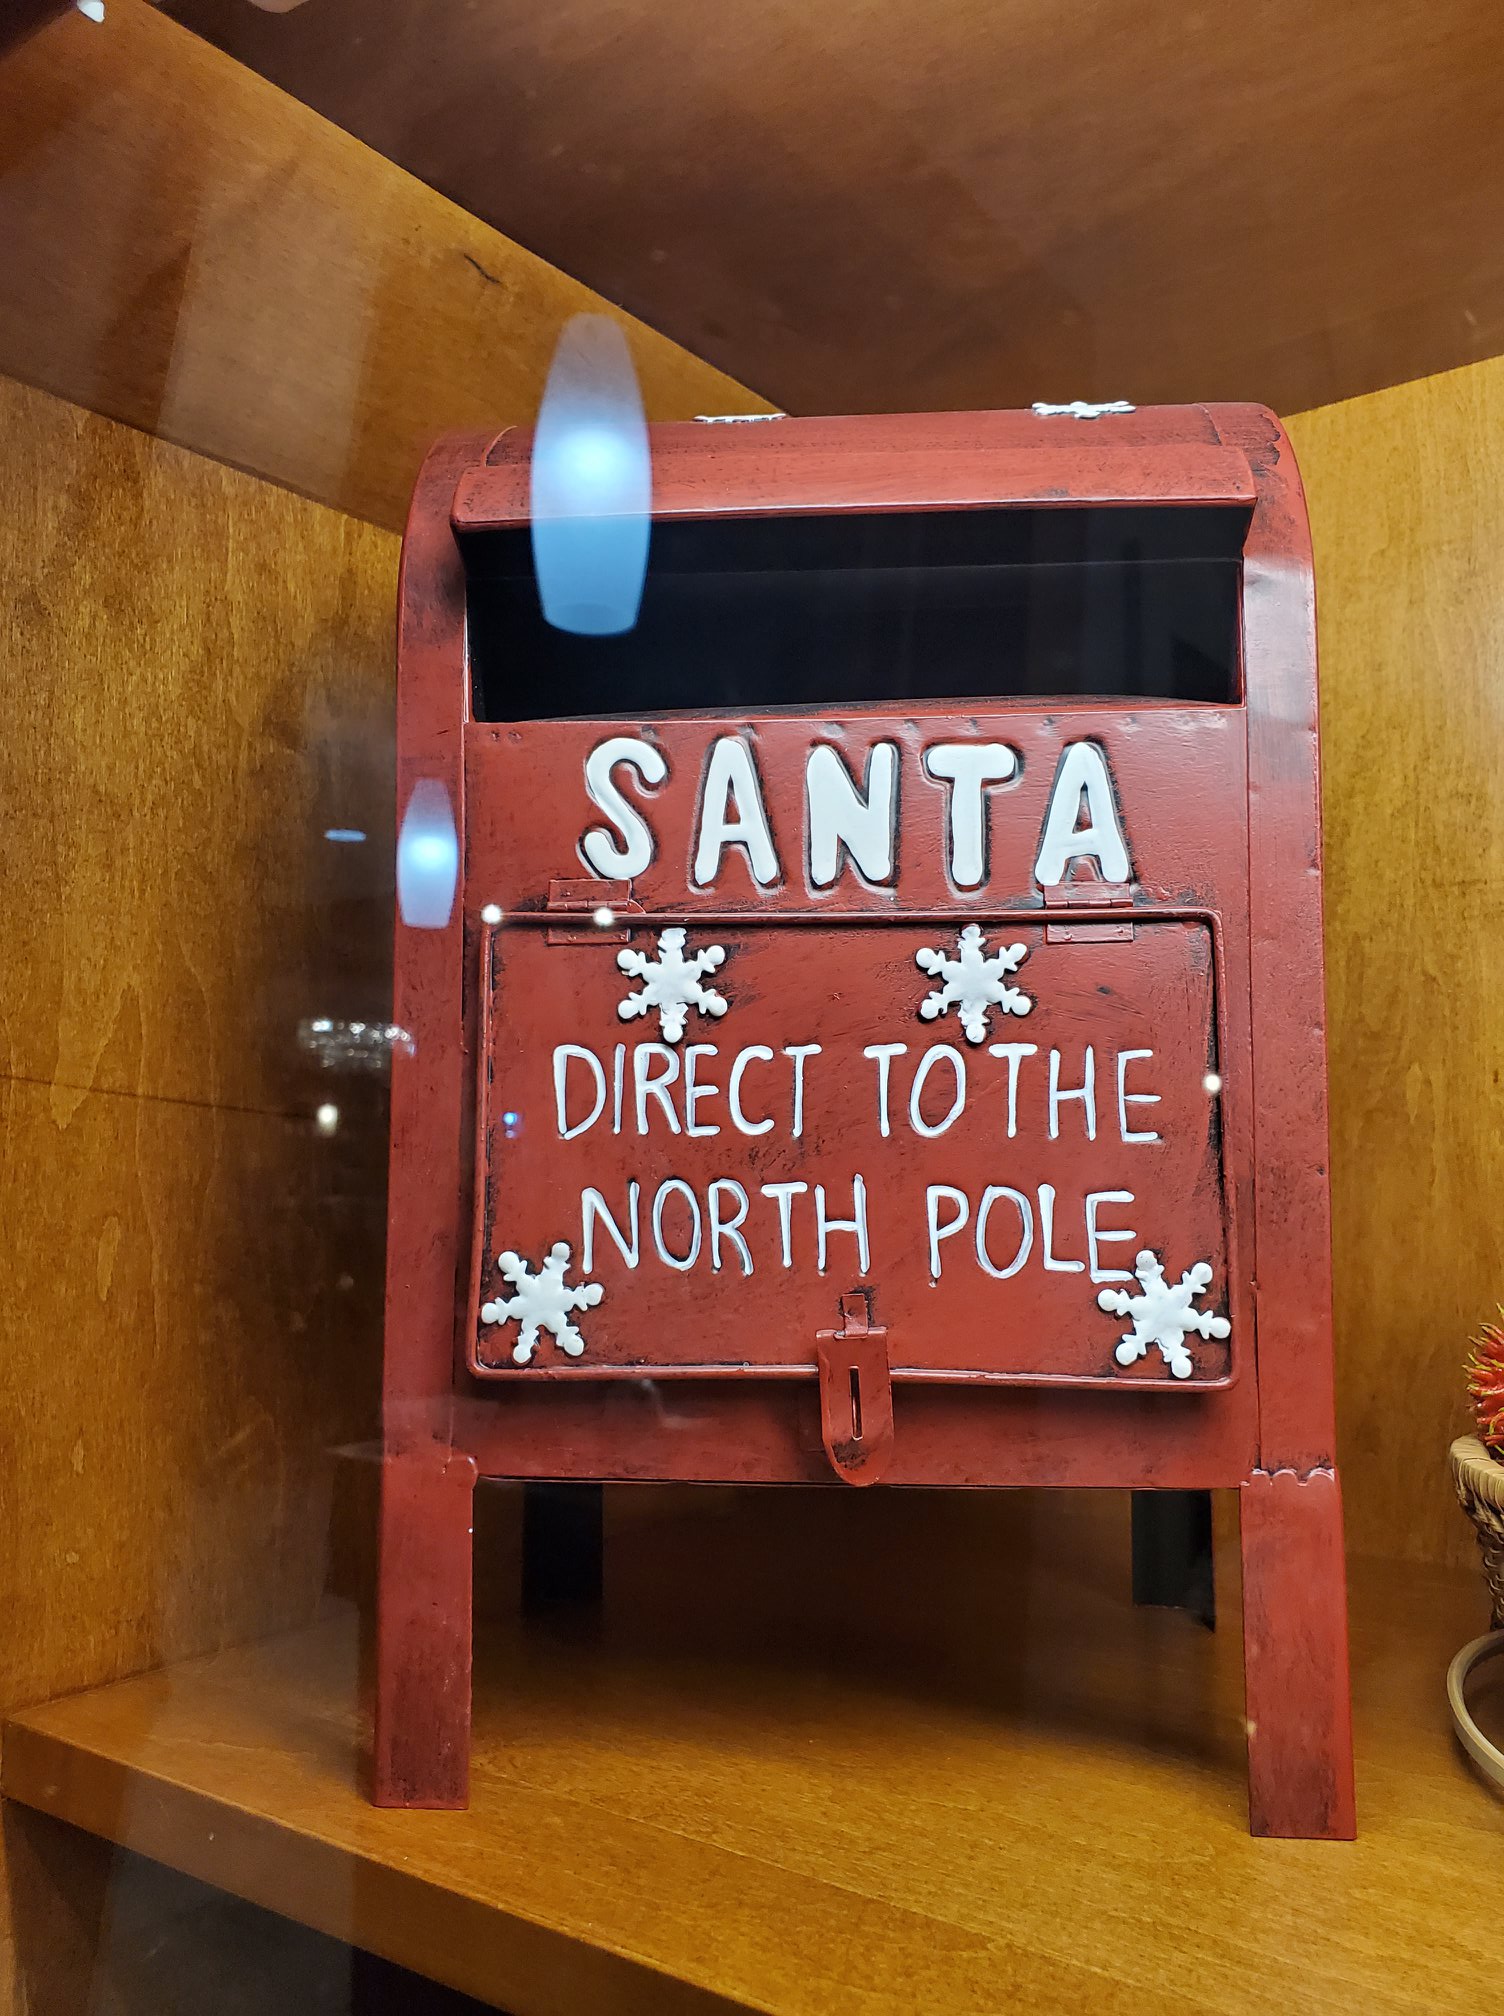 SANTA
DIRECT TO THE
NORTH POLE